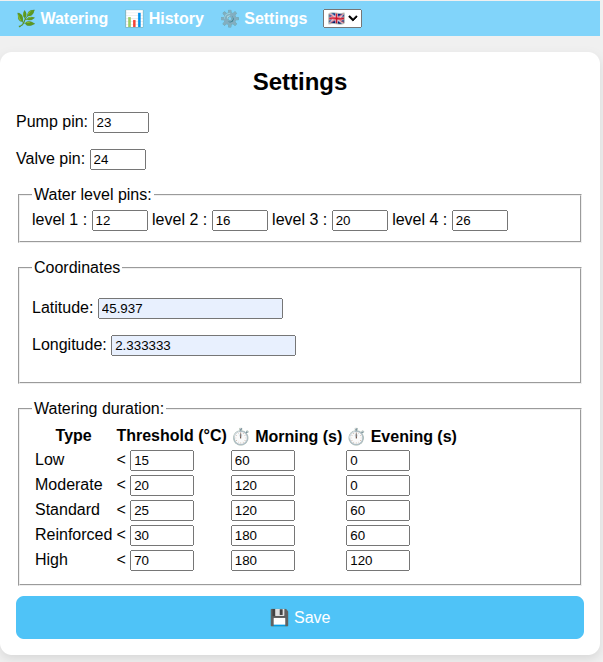 🌿 Watering 📊 History ⚙️ Settings 🇬🇧
Settings
Pump pin: 23
Valve pin: 24
Water level pins:
level 1 : 12 level 2 : 16 level 3 : 20 level 4 : 26
Coordinates
Latitude: 45.937
Longitude: 2.333333
Watering duration:
Type Threshold (°C) ⏱️ Morning (s) ⏱️ Evening (s)
Low < 15 60 0
Moderate < 20 120 0
Standard < 25 120 60
Reinforced < 30 180 60
High < 70 180 120
💾 Save